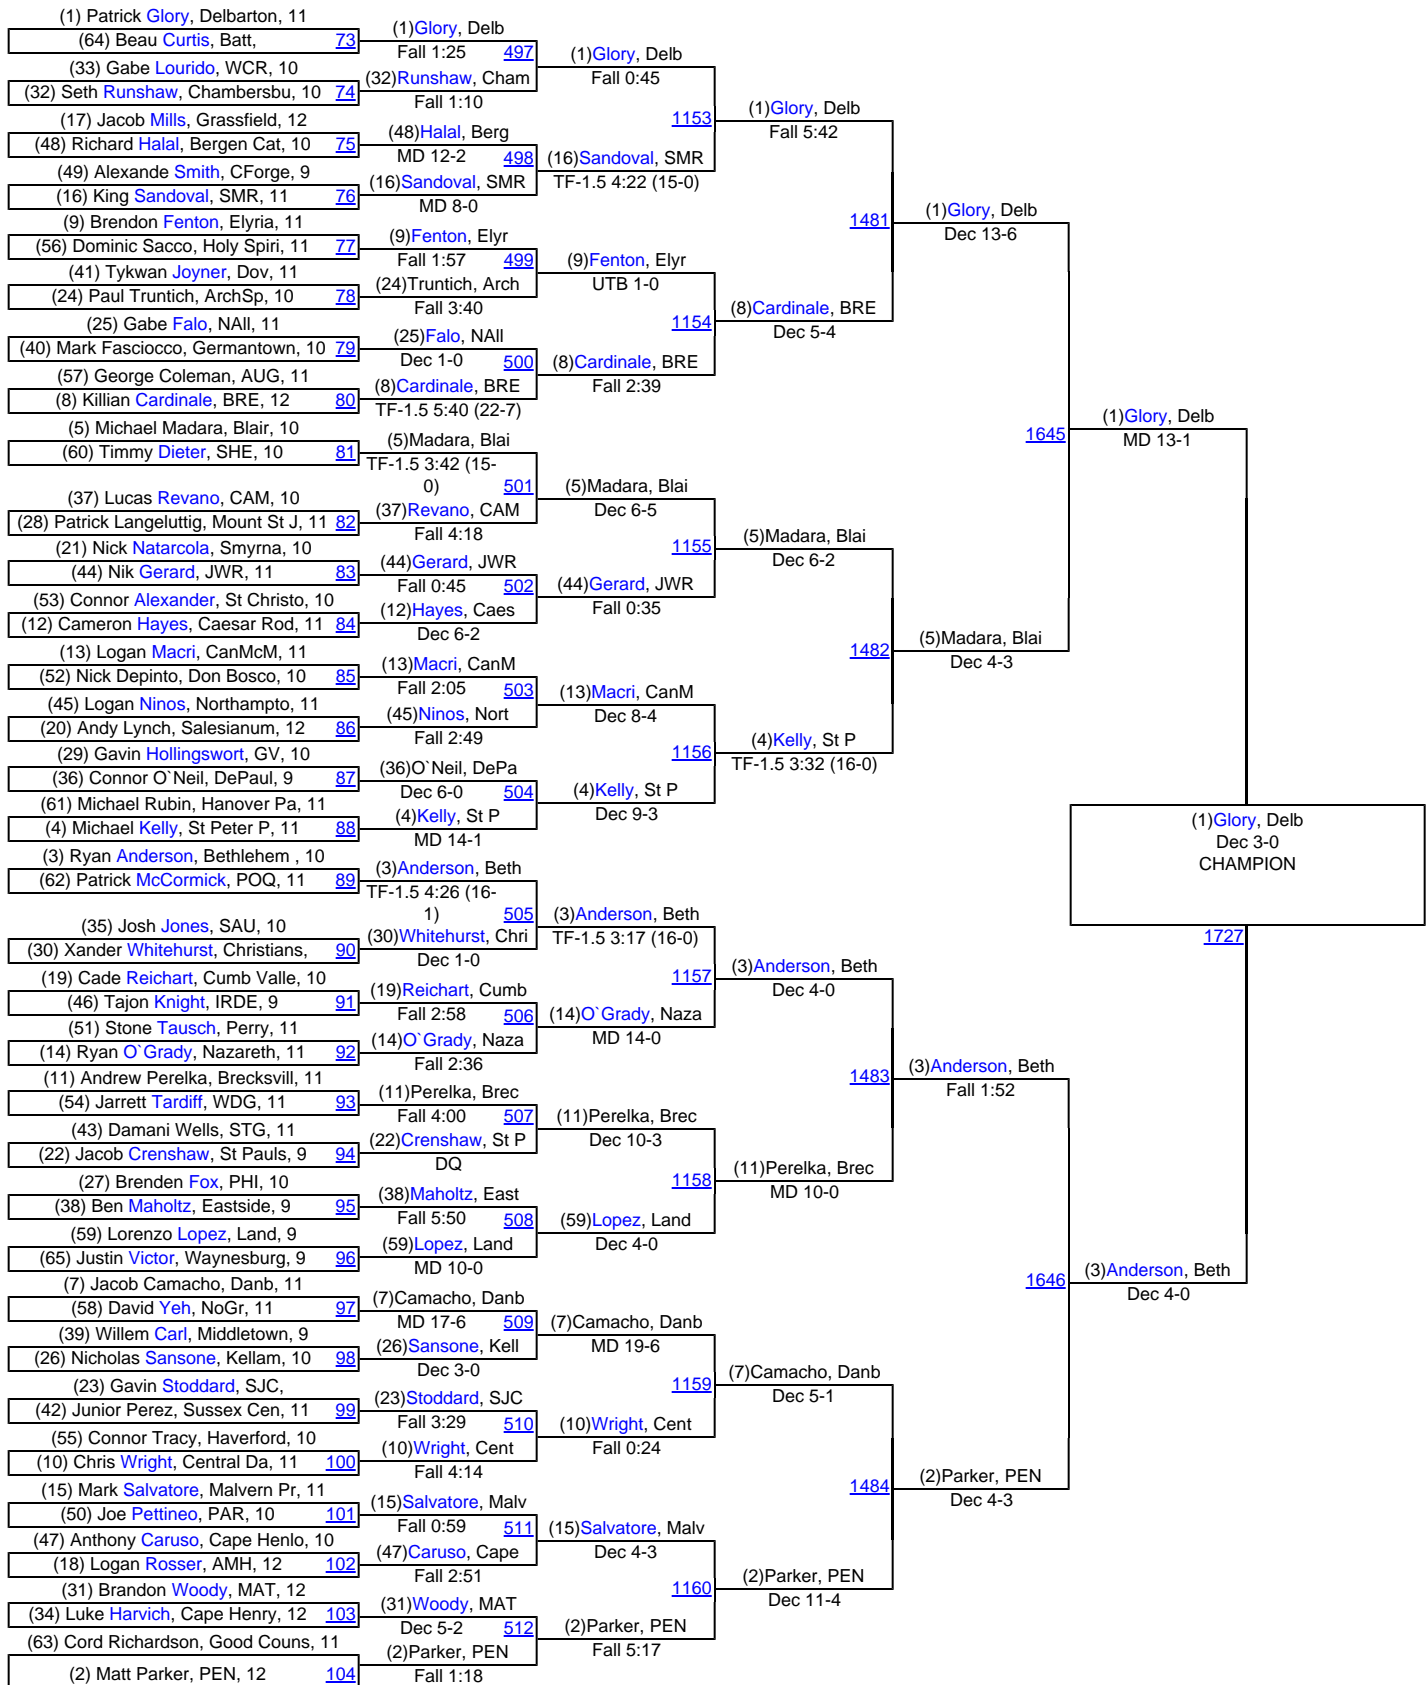 (1) Patrick Glory, Delbarton, 11
(64) Beau Curtis, Batt, 73
(33) Gabe Lourido, WCR, 10
(32) Seth Runshaw, Chambersbu, 10 74
(17) Jacob Mills, Grassfield, 12
(48) Richard Halal, Bergen Cat, 10 75
(49) Alexande Smith, CForge, 9
(16) King Sandoval, SMR, 11 76
(9) Brendon Fenton, Elyria, 11
(56) Dominic Sacco, Holy Spiri, 11 77
(41) Tykwan Joyner, Dov, 11
(24) Paul Truntich, ArchSp, 10 78
(25) Gabe Falo, NAll, 11
(40) Mark Fasciocco, Germantown, 10 79
(57) George Coleman, AUG, 11
(8) Killian Cardinale, BRE, 12 80
(5) Michael Madara, Blair, 10
(60) Timmy Dieter, SHE, 10 81
(37) Lucas Revano, CAM, 10
(28) Patrick Langeluttig, Mount St J, 11 82
(21) Nick Natarcola, Smyrna, 10
(44) Nik Gerard, JWR, 11 83
(53) Connor Alexander, St Christo, 10
(12) Cameron Hayes, Caesar Rod, 11 84
(13) Logan Macri, CanMcM, 11
(52) Nick Depinto, Don Bosco, 10 85
(45) Logan Ninos, Northampto, 11
(20) Andy Lynch, Salesianum, 12 86
(29) Gavin Hollingswort, GV, 10
(36) Connor O`Neil, DePaul, 9 87
(61) Michael Rubin, Hanover Pa, 11
(4) Michael Kelly, St Peter P, 11 88
(3) Ryan Anderson, Bethlehem , 10
(62) Patrick McCormick, POQ, 11 89
(35) Josh Jones, SAU, 10
(30) Xander Whitehurst, Christians, 90
(19) Cade Reichart, Cumb Valle, 10
(46) Tajon Knight, IRDE, 9 91
(51) Stone Tausch, Perry, 11
(14) Ryan O`Grady, Nazareth, 11 92
(11) Andrew Perelka, Brecksvill, 11
(54) Jarrett Tardiff, WDG, 11 93
(43) Damani Wells, STG, 11
(22) Jacob Crenshaw, St Pauls, 9 94
(27) Brenden Fox, PHI, 10
(38) Ben Maholtz, Eastside, 9 95
(59) Lorenzo Lopez, Land, 9
(65) Justin Victor, Waynesburg, 9 96
(7) Jacob Camacho, Danb, 11
(58) David Yeh, NoGr, 11 97
(39) Willem Carl, Middletown, 9
(26) Nicholas Sansone, Kellam, 10 98
(23) Gavin Stoddard, SJC,
(42) Junior Perez, Sussex Cen, 11 99
(55) Connor Tracy, Haverford, 10
(10) Chris Wright, Central Da, 11 100
(15) Mark Salvatore, Malvern Pr, 11
(50) Joe Pettineo, PAR, 10 101
(47) Anthony Caruso, Cape Henlo, 10
(18) Logan Rosser, AMH, 12 102
(31) Brandon Woody, MAT, 12
(34) Luke Harvich, Cape Henry, 12 103
(63) Cord Richardson, Good Couns, 11
(2) Matt Parker, PEN, 12 104
(1)Glory, Delb
Fall 1:25 497
(32)Runshaw, Cham
Fall 1:10
(48)Halal, Berg
MD 12-2 498
(16)Sandoval, SMR
MD 8-0
(9)Fenton, Elyr
Fall 1:57 499
(24)Truntich, Arch
Fall 3:40
(25)Falo, NAll
Dec 1-0 500
(8)Cardinale, BRE
TF-1.5 5:40 (22-7)
(5)Madara, Blai
TF-1.5 3:42 (15-
0) 501
(37)Revano, CAM
Fall 4:18
(44)Gerard, JWR
Fall 0:45 502
(12)Hayes, Caes
Dec 6-2
(13)Macri, CanM
Fall 2:05 503
(45)Ninos, Nort
Fall 2:49
(36)O`Neil, DePa
Dec 6-0 504
(4)Kelly, St P
MD 14-1
(3)Anderson, Beth
TF-1.5 4:26 (16-
1) 505
(30)Whitehurst, Chri
Dec 1-0
(19)Reichart, Cumb
Fall 2:58 506
(14)O`Grady, Naza
Fall 2:36
(11)Perelka, Brec
Fall 4:00 507
(22)Crenshaw, St P
DQ
(38)Maholtz, East
Fall 5:50 508
(59)Lopez, Land
MD 10-0
(7)Camacho, Danb
MD 17-6 509
(26)Sansone, Kell
Dec 3-0
(23)Stoddard, SJC
Fall 3:29 510
(10)Wright, Cent
Fall 4:14
(15)Salvatore, Malv
Fall 0:59 511
(47)Caruso, Cape
Fall 2:51
(31)Woody, MAT
Dec 5-2 512
(2)Parker, PEN
Fall 1:18
(1)Glory, Delb
Fall 0:45
1153
(16)Sandoval, SMR
TF-1.5 4:22 (15-0)
(9)Fenton, Elyr
UTB 1-0
1154
(8)Cardinale, BRE
Fall 2:39
(5)Madara, Blai
Dec 6-5
1155
(44)Gerard, JWR
Fall 0:35
(13)Macri, CanM
Dec 8-4
1156
(4)Kelly, St P
Dec 9-3
(3)Anderson, Beth
TF-1.5 3:17 (16-0)
1157
(14)O`Grady, Naza
MD 14-0
(11)Perelka, Brec
Dec 10-3
1158
(59)Lopez, Land
Dec 4-0
(7)Camacho, Danb
MD 19-6
1159
(10)Wright, Cent
Fall 0:24
(15)Salvatore, Malv
Dec 4-3
1160
(2)Parker, PEN
Fall 5:17
(1)Glory, Delb
Fall 5:42
1481
(8)Cardinale, BRE
Dec 5-4
(5)Madara, Blai
Dec 6-2
1482
(4)Kelly, St P
TF-1.5 3:32 (16-0)
(3)Anderson, Beth
Dec 4-0
1483
(11)Perelka, Brec
MD 10-0
(7)Camacho, Danb
Dec 5-1
1484
(2)Parker, PEN
Dec 11-4
(1)Glory, Delb
Dec 13-6
1645
(5)Madara, Blai
Dec 4-3
(3)Anderson, Beth
Fall 1:52
1646
(2)Parker, PEN
Dec 4-3
(1)Glory, Delb
MD 13-1
(1)Glory, Delb
Dec 3-0
CHAMPION
1727
(3)Anderson, Beth
Dec 4-0